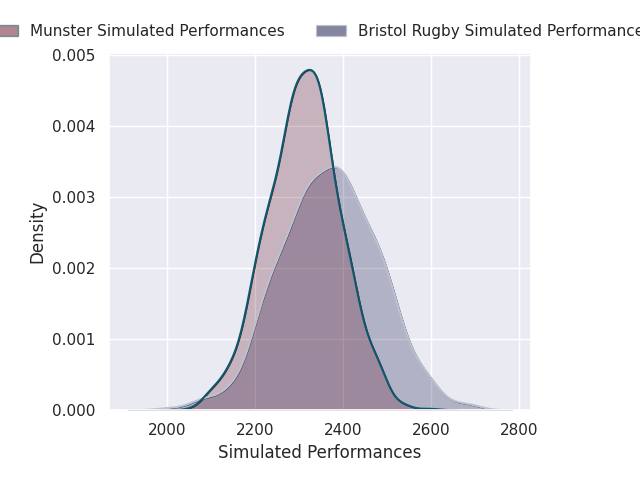 Munster Simulated Performances Bristol Rugby Simulated Performance
0.005
0.004
0.003
0.002
0.001
0.000
Density
2000 2200 2400 2600 2800
Simulated Performances